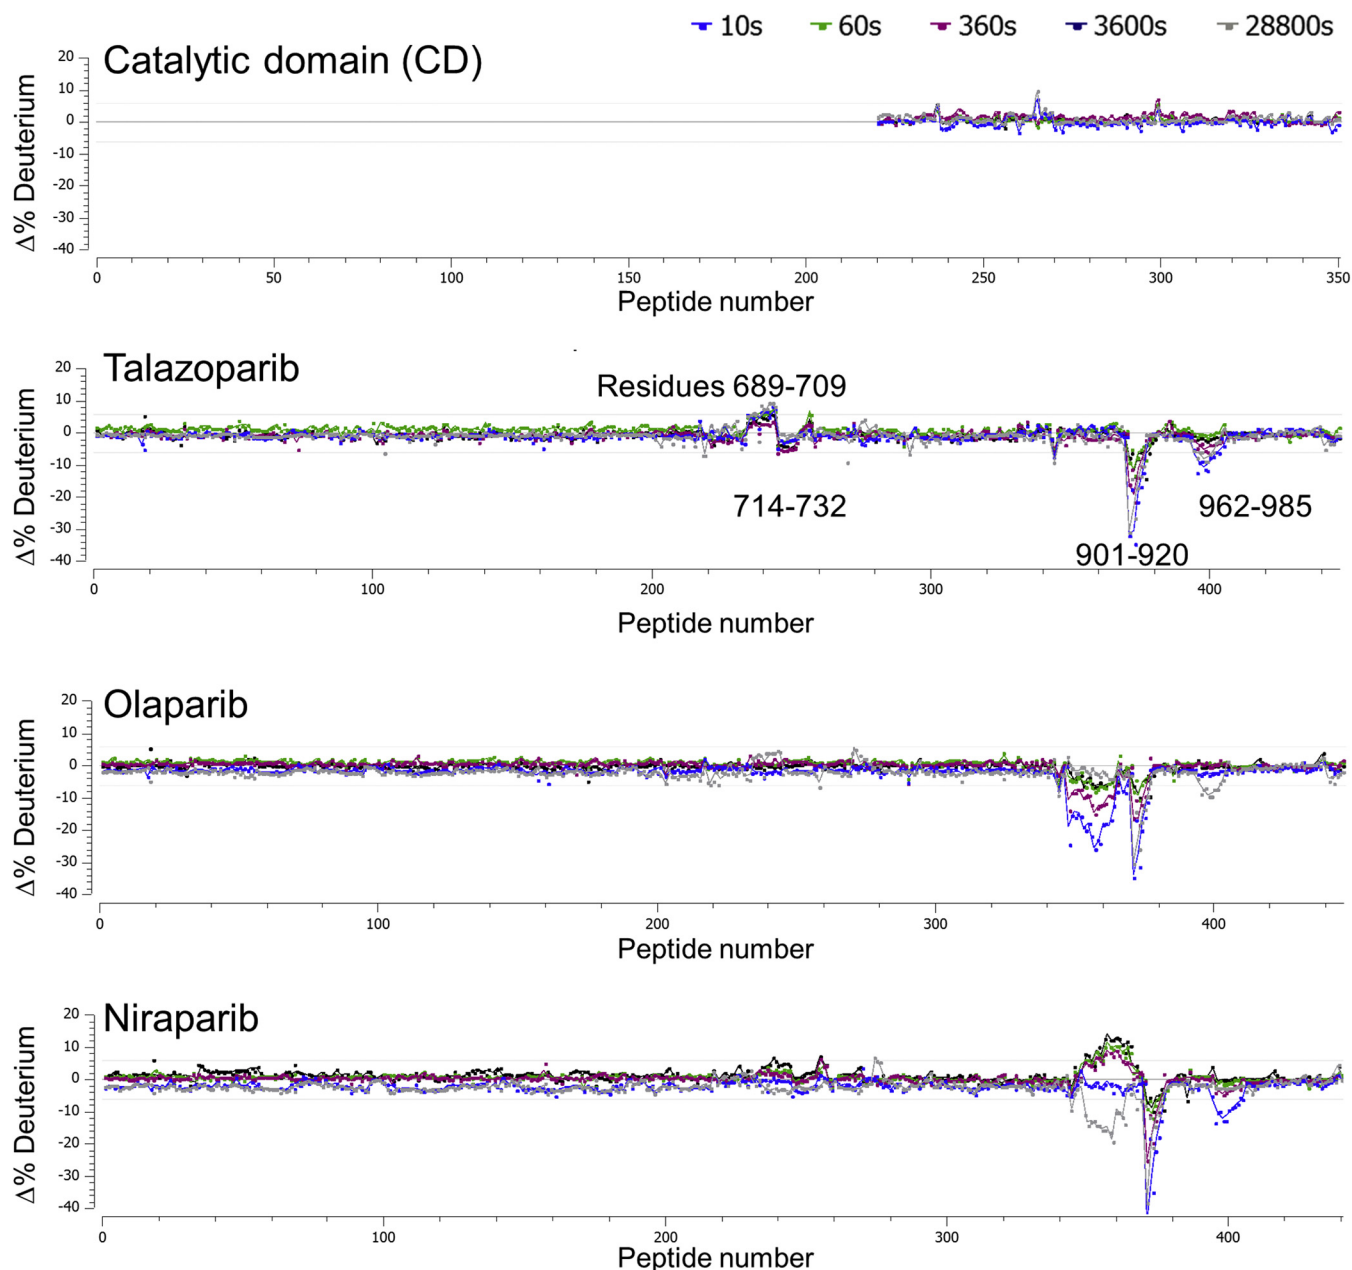 10s 60s 360s 3600s 28800s
Catalytic domain (CD)
Δ% Deuterium
20
10
0
-10
-20
-30
-40
0 50 100 150 200 250 300 350
Peptide number
Talazoparib
Residues 689-709
Δ% Deuterium
20
10
0
-10
-20
-30
-40
714-732
962-985
901-920
0 100 200 300 400
Peptide number
Olaparib
Δ% Deuterium
20
10
0
-10
-20
-30
-40
0 100 200 300 400
Peptide number
Niraparib
Δ% Deuterium
20
10
0
-10
-20
-30
-40
0 100 200 300 400
Peptide number